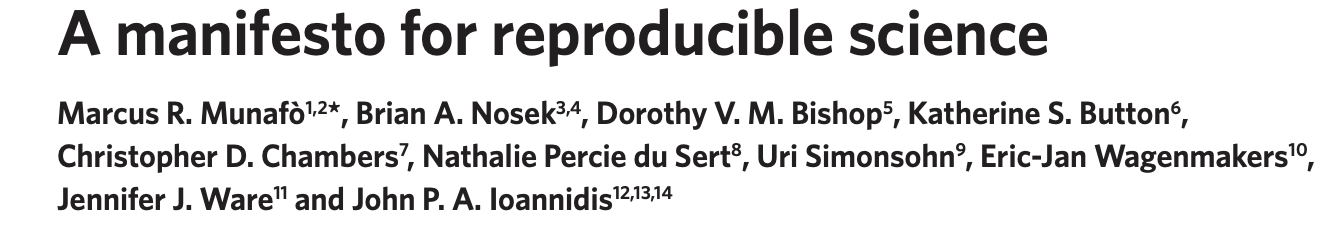 A manifesto for reproducible science
Marcus R. Munafò1,2★, Brian A. Nosek3,4, Dorothy V. M. Bishop5, Katherine S. Button6,
Christopher D. Chambers7, Nathalie Percie du Sert8, Uri Simonsohn9, Eric-Jan Wagenmakers10,
Jennifer J. Ware11 and John P. A. Ioannidis12,13,14